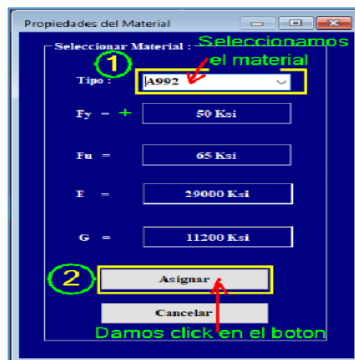 Propiedades del Material
Seleccionar Material : Seleccionamos
1 el material
Tipo : A992
Fy = + 50 Ksi
Fu = 65 Ksi
E = 29000 Ksi
G = 11200 Ksi
2 Asignar
Cancelar
Damos click en el boton